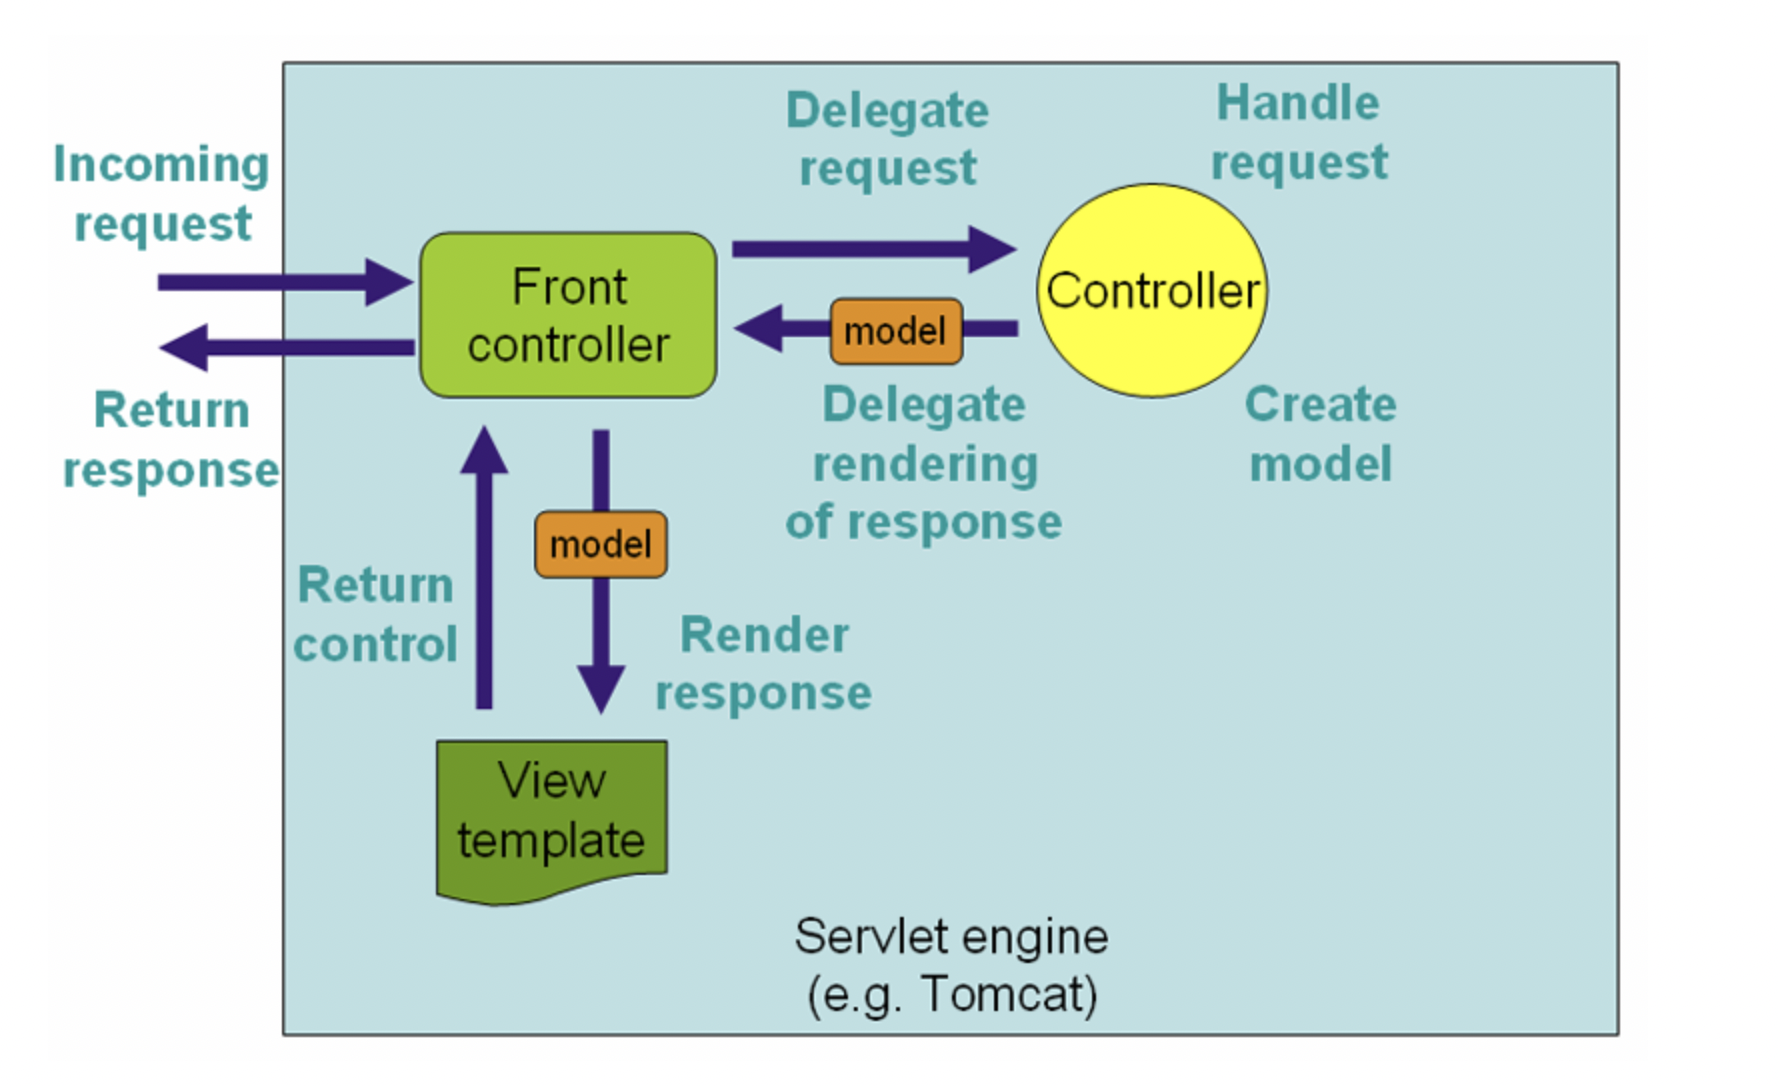 Incoming
request
Return
response
Delegate
request
Handle
request
Front
controller
Controller
model
Delegate
rendering
of response
Create
model
model
Return
control
Render
response
View
template
Servlet engine
(e.g. Tomcat)